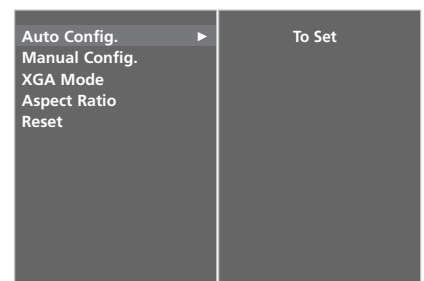 Auto Config. ► To Set
Manual Config.
XGA Mode
Aspect Ratio
Reset